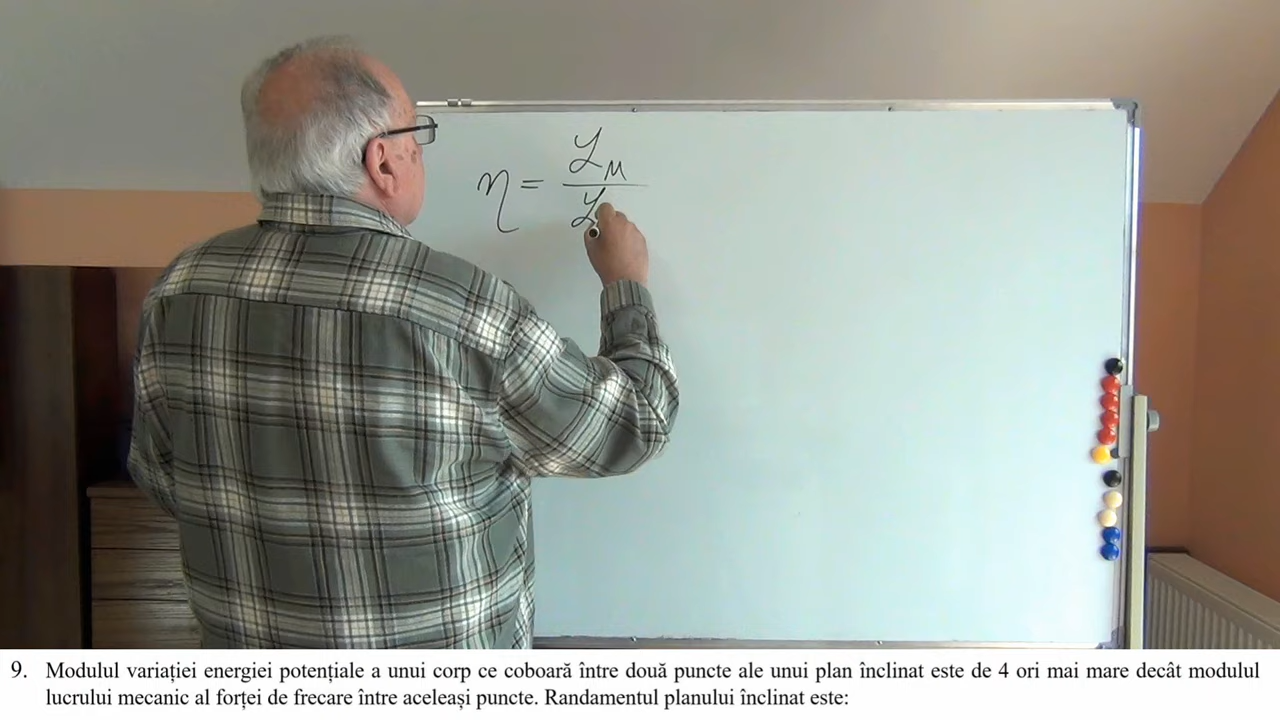 η = L_u
L
9. Modulul variației energiei potențiale a unui corp ce coboară între două puncte ale unui plan înclinat este de 4 ori mai mare decât modulul
lucrului mecanic al forței de frecare între aceleași puncte. Randamentul planului înclinat este: